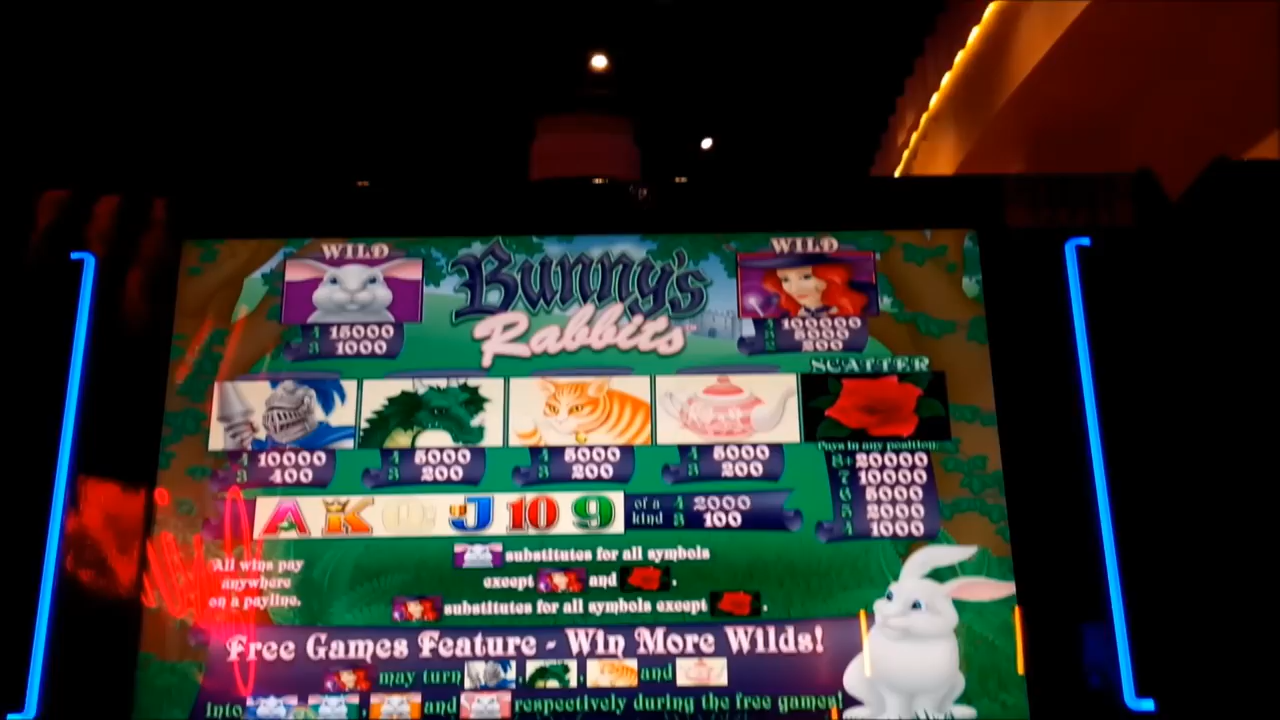 WILD
Bunny's
WILD
Rabbits
4 15000
3 1000
4 100000
3 5000
2 200
SCATTER
4 10000
3 400
4 5000
3 200
4 5000
3 200
4 5000
3 200
Pays in any position.
8+ 20000
7 10000
6 5000
5 2000
4 1000
A K J 10 9
of a kind
4 2000
3 100
All wins pay
anywhere
on a payline.
substitutes for all symbols
except and .
substitutes for all symbols except .
Free Games Feature - Win More Wilds!
may turn , , and
into , , and respectively during the free games!